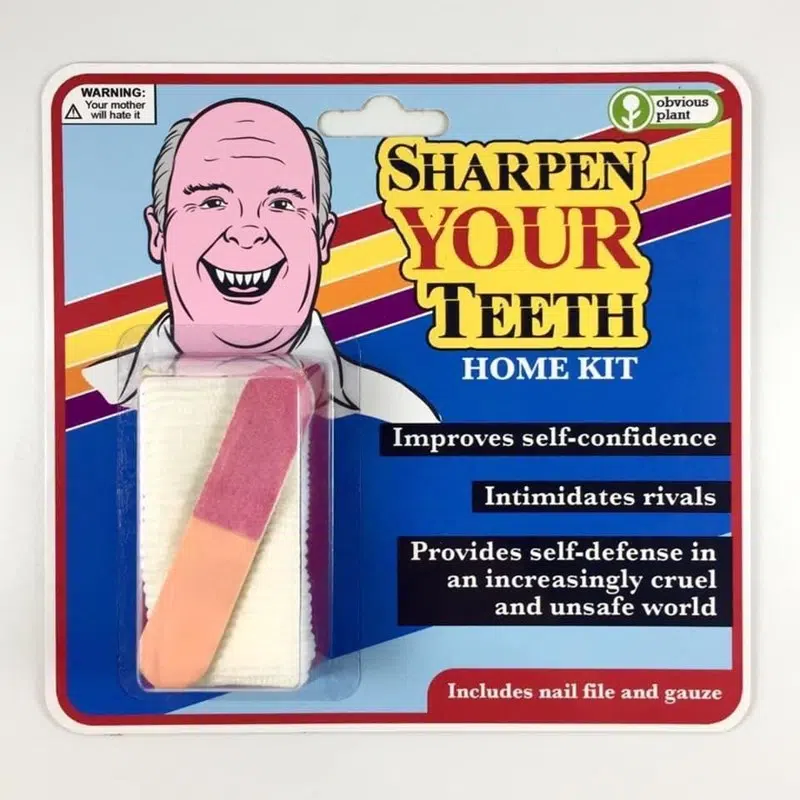 WARNING:
Your mother
will hate it
obvious
plant
SHARPEN
YOUR
TEETH
HOME KIT
Improves self-confidence
Intimidates rivals
Provides self-defense in
an increasingly cruel
and unsafe world
Includes nail file and gauze